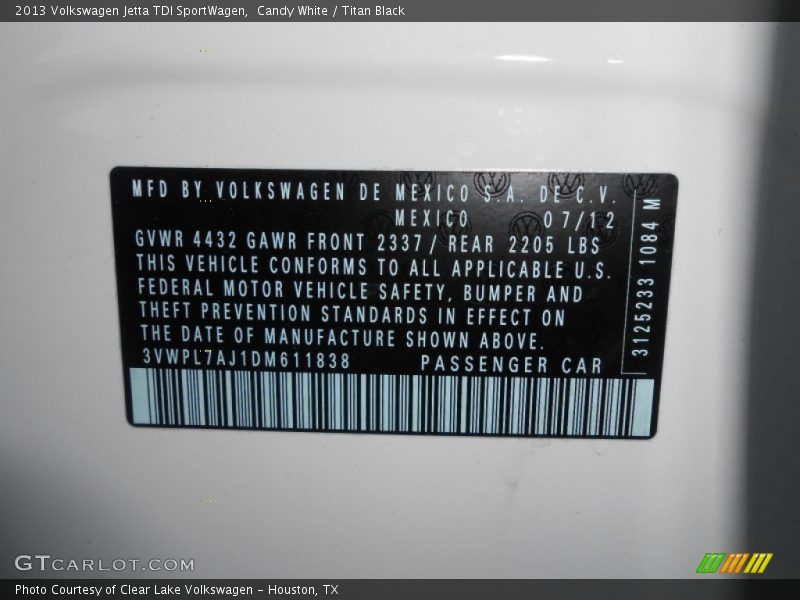 2013 Volkswagen Jetta TDI SportWagen,  Candy White / Titan Black
MFD BY VOLKSWAGEN DE MEXICO S.A. DE C.V.
MEXICO 07/12
GVWR 4432 GAWR FRONT 2337/ REAR 2205 LBS
THIS VEHICLE CONFORMS TO ALL APPLICABLE U.S.
FEDERAL MOTOR VEHICLE SAFETY, BUMPER AND
THEFT PREVENTION STANDARDS IN EFFECT ON
THE DATE OF MANUFACTURE SHOWN ABOVE.
3VWPL7AJ1DM611838 PASSENGER CAR
3125233 1084 M
GTCARLOT.COM
Photo Courtesy of Clear Lake Volkswagen - Houston, TX